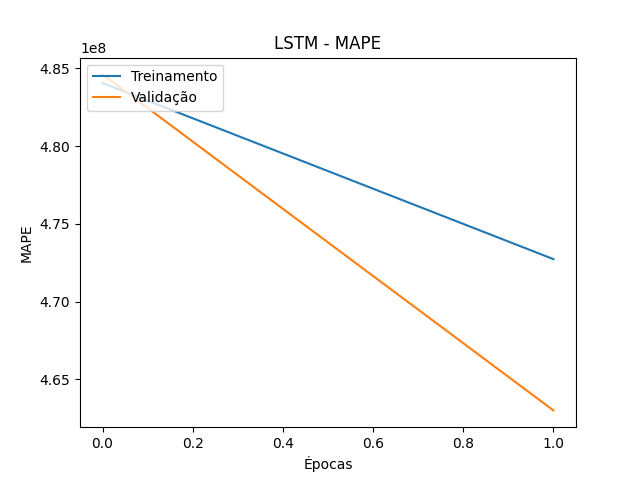 LSTM - MAPE
1e8
Treinamento
Validação
4.85
4.80
4.75
4.70
4.65
MAPE
0.0 0.2 0.4 0.6 0.8 1.0
Épocas